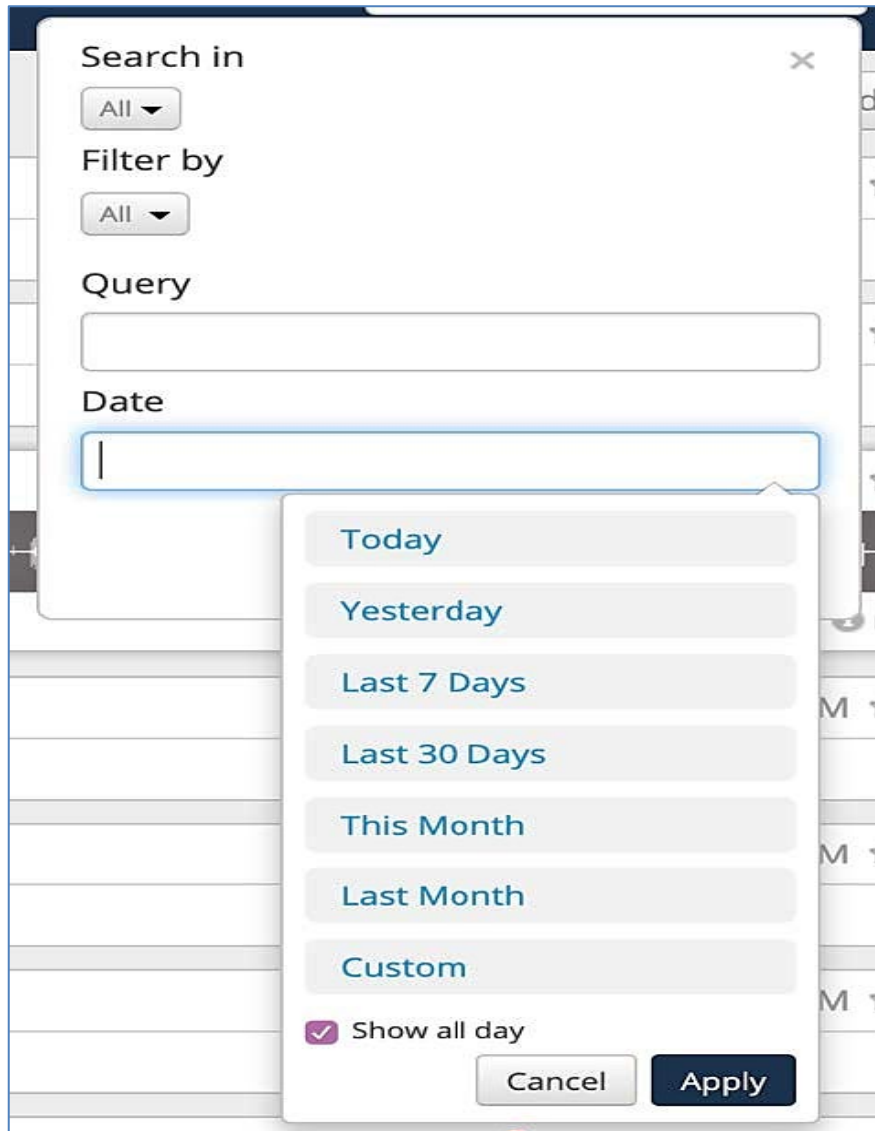 Search in
All
Filter by
All
Query
Date
Today
Yesterday
Last 7 Days
Last 30 Days
This Month
Last Month
Custom
Show all day
Cancel Apply
M
M
M